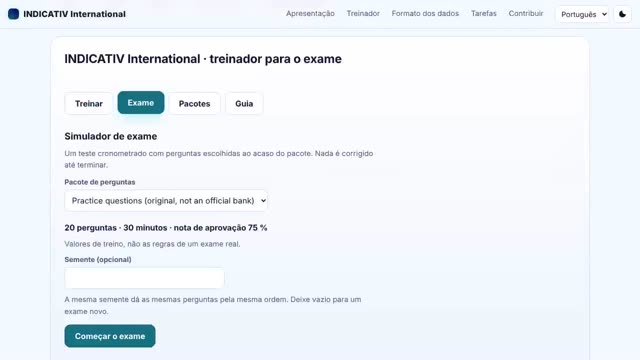 INDICATIV International
Apresentação
Treinador
Formato dos dados
Tarefas
Contribuir
Português
INDICATIV International · treinador para o exame
Treinar
Exame
Pacotes
Guia
Simulador de exame
Um teste cronometrado com perguntas escolhidas ao acaso do pacote. Nada é corrigido
até terminar.
Pacote de perguntas
Practice questions (original, not an official bank)
20 perguntas · 30 minutos · nota de aprovação 75 %
Valores de treino, não as regras de um exame real.
Semente (opcional)
A mesma semente dá as mesmas perguntas pela mesma ordem. Deixe vazio para um
exame novo.
Começar o exame